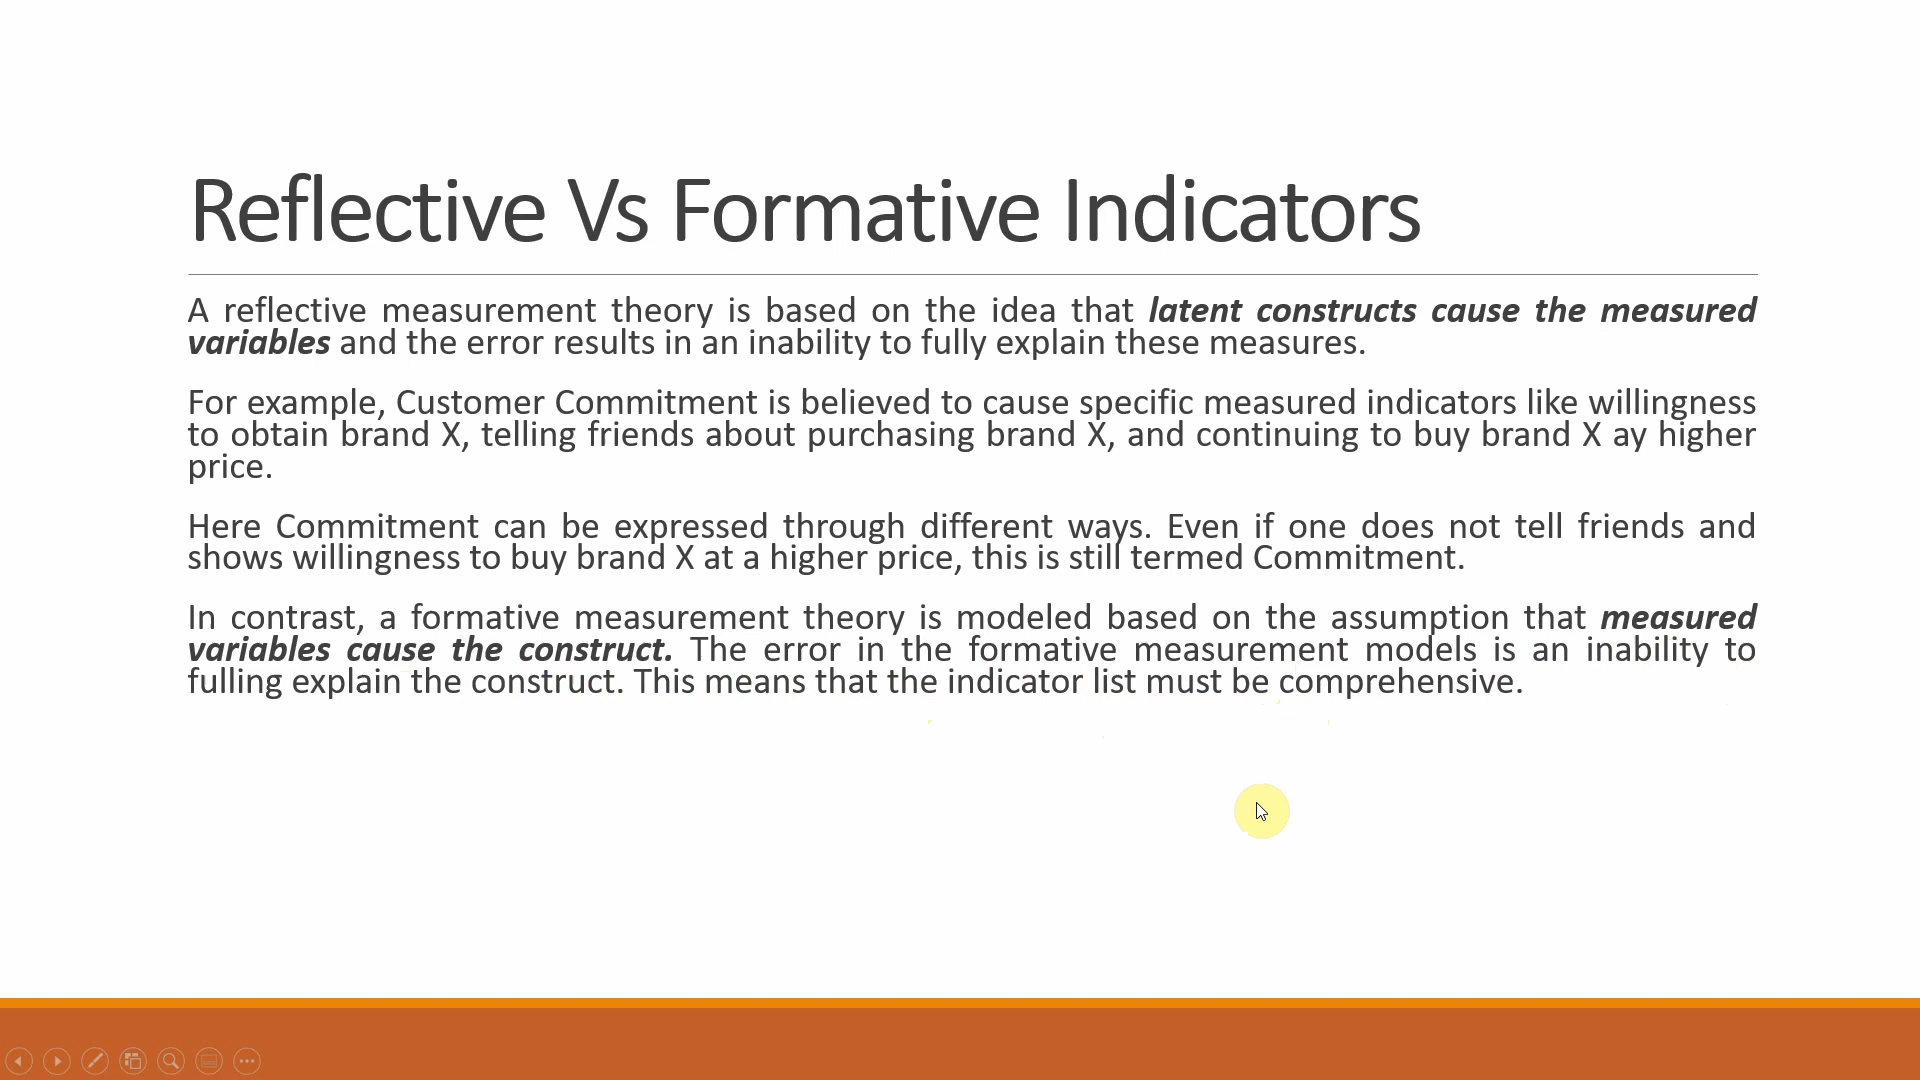 Reflective Vs Formative Indicators
A reflective measurement theory is based on the idea that latent constructs cause the measured
variables and the error results in an inability to fully explain these measures.
For example, Customer Commitment is believed to cause specific measured indicators like willingness
to obtain brand X, telling friends about purchasing brand X, and continuing to buy brand X ay higher
price.
Here Commitment can be expressed through different ways. Even if one does not tell friends and
shows willingness to buy brand X at a higher price, this is still termed Commitment.
In contrast, a formative measurement theory is modeled based on the assumption that measured
variables cause the construct. The error in the formative measurement models is an inability to
fulling explain the construct. This means that the indicator list must be comprehensive.